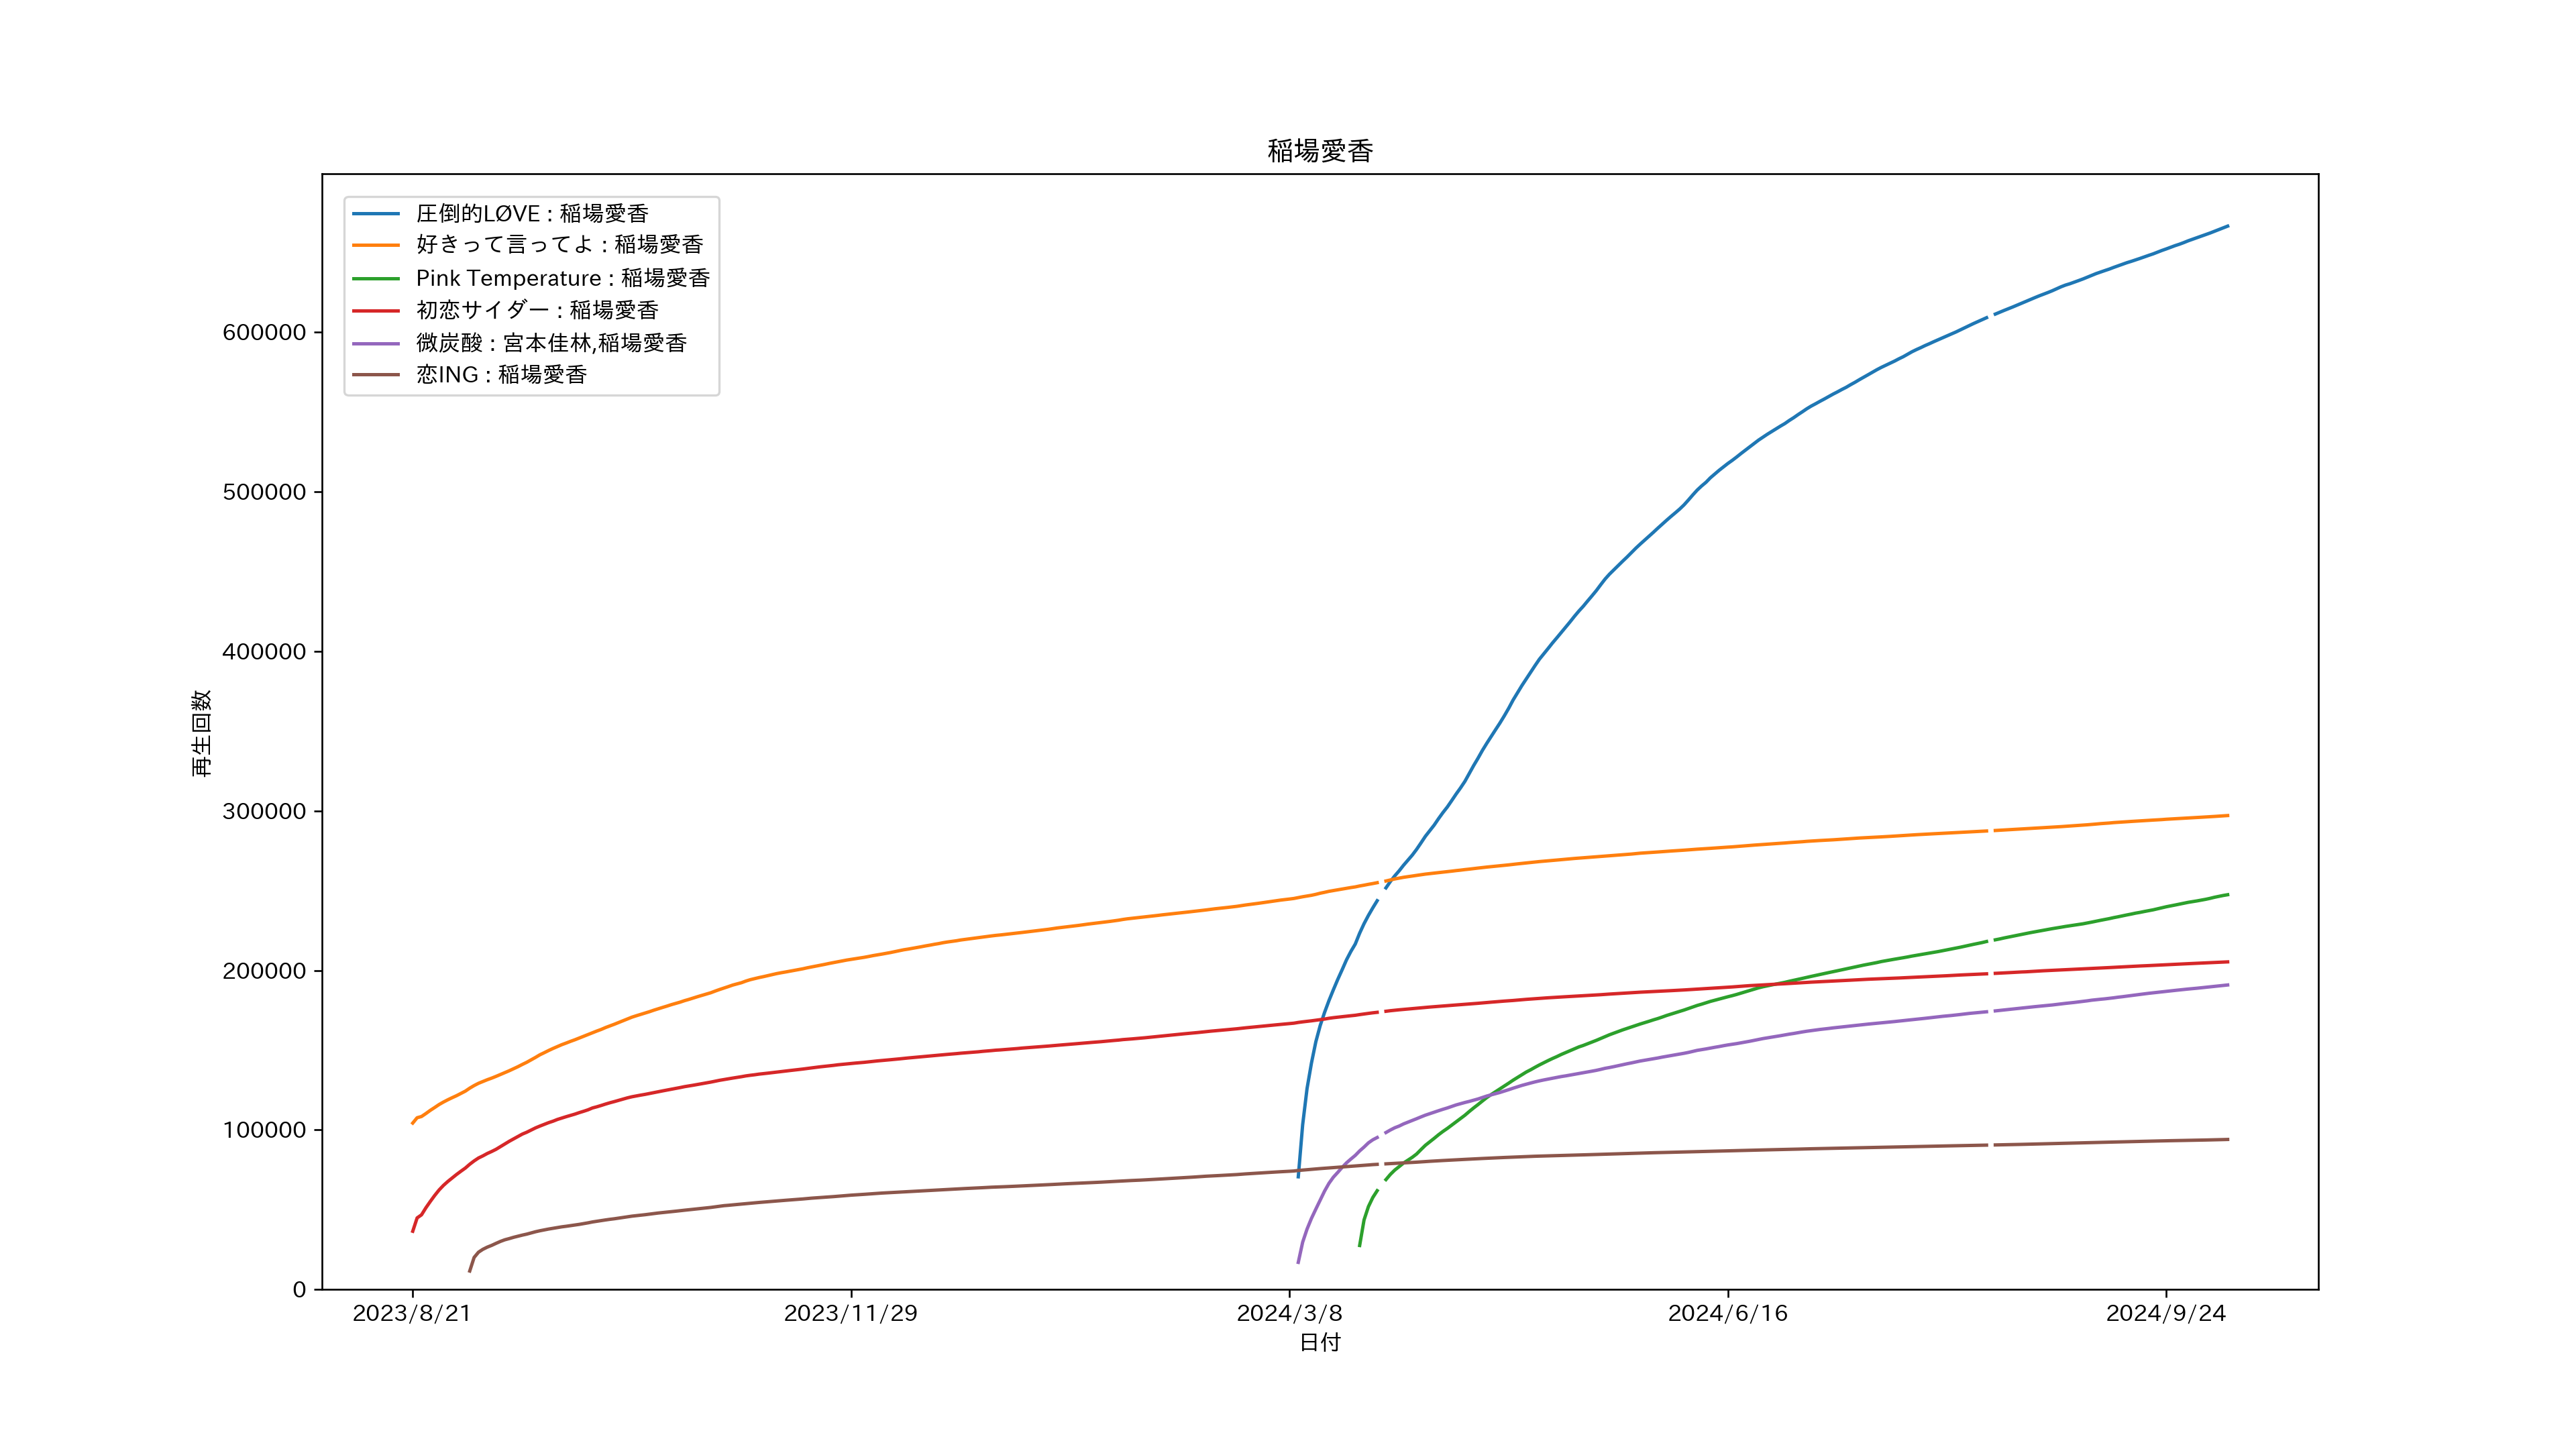 稲場愛香
圧倒的LØVE : 稲場愛香
好きって言ってよ : 稲場愛香
Pink Temperature : 稲場愛香
初恋サイダー : 稲場愛香
微炭酸 : 宮本佳林,稲場愛香
恋ING : 稲場愛香
再生回数
600000
500000
400000
300000
200000
100000
0
2023/8/21
2023/11/29
2024/3/8
2024/6/16
2024/9/24
日付